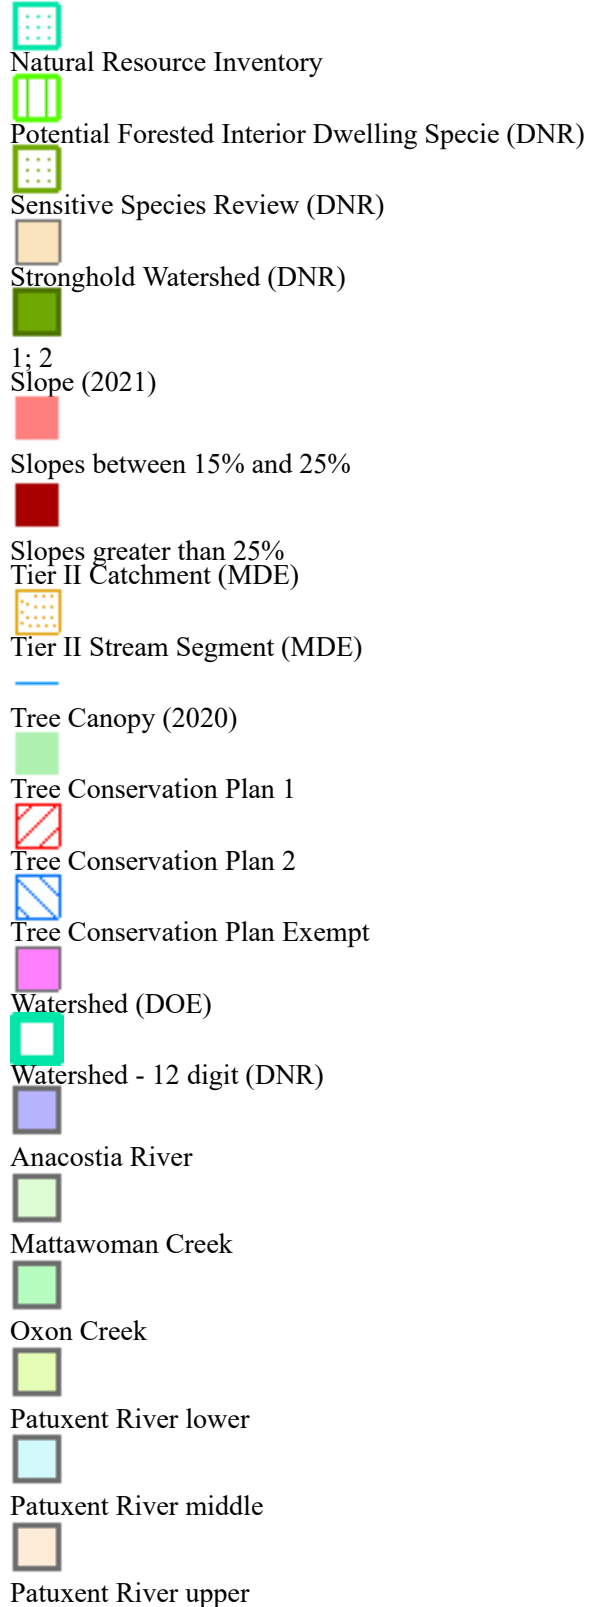 Natural Resource Inventory
Potential Forested Interior Dwelling Specie (DNR)
Sensitive Species Review (DNR)
Stronghold Watershed (DNR)
1; 2
Slope (2021)
Slopes between 15% and 25%
Slopes greater than 25%
Tier II Catchment (MDE)
Tier II Stream Segment (MDE)
Tree Canopy (2020)
Tree Conservation Plan 1
Tree Conservation Plan 2
Tree Conservation Plan Exempt
Watershed (DOE)
Watershed - 12 digit (DNR)
Anacostia River
Mattawoman Creek
Oxon Creek
Patuxent River lower
Patuxent River middle
Patuxent River upper